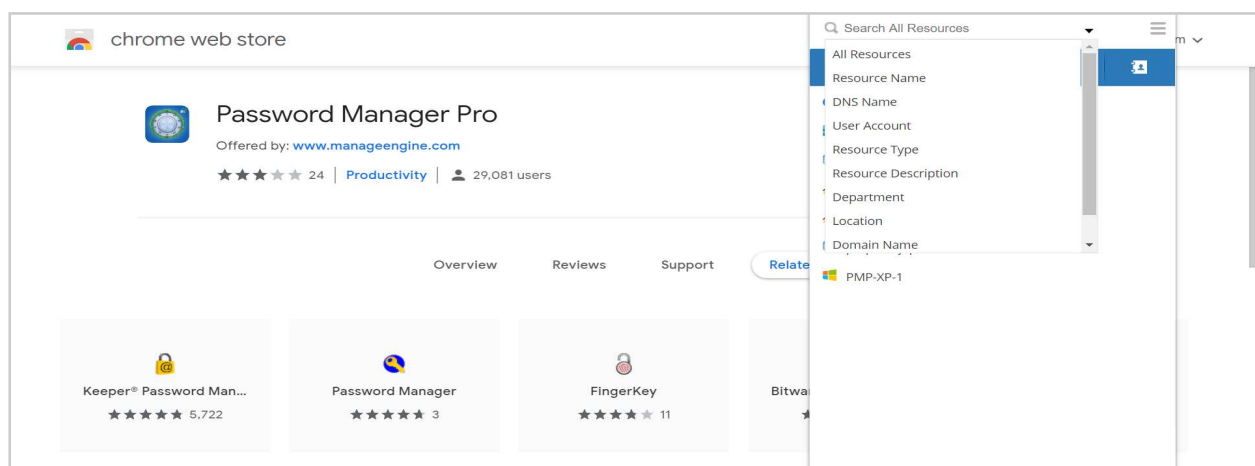 chrome web store
m
Password Manager Pro
Offered by: www.manageengine.com
24 | Productivity | 29,081 users
Overview Reviews Support Relate
Keeper® Password Man...
5,722
Password Manager
3
FingerKey
11
Bitwa
Search All Resources
All Resources
Resource Name
DNS Name
User Account
Resource Type
Resource Description
Department
Location
Domain Name
PMP-XP-1